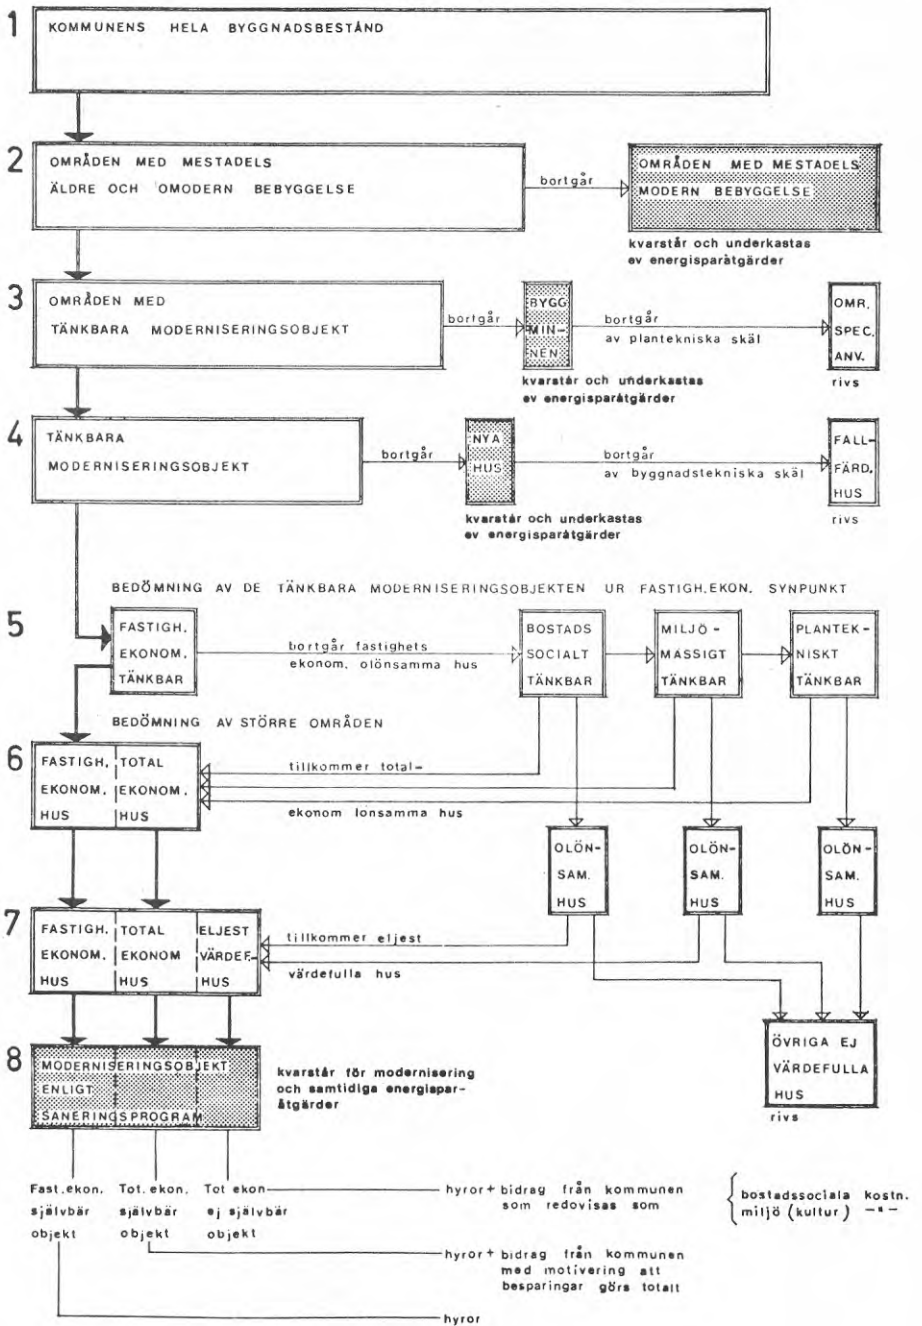 1
KOMMUNENS HELA BYGGNADSBESTÅND
2
OMRÅDEN MED MESTADELS
ÄLDRE OCH OMODERN BEBYGGELSE
bortgår
OMRÅDEN MED MESTADELS
MODERN BEBYGGELSE
kvarstår och underkastas
ev energisparåtgärder
3
OMRÅDEN MED
TÄNKBARA MODERNISERINGSOBJEKT
bortgår
BYGG
MIN-
NEN
bortgår
av plantekniska skäl
OMR.
SPEC.
ANV.
rivs
kvarstår och underkastas
ev energisparåtgärder
4
TÄNKBARA
MODERNISERINGSOBJEKT
bortgår
NYA
HUS
bortgår
av byggnadstekniska skäl
FALL-
FÄRD.
HUS
rivs
kvarstår och underkastas
ev energisparåtgärder
BEDÖMNING AV DE TÄNKBARA MODERNISERINGSOBJEKTEN UR FASTIGH.EKON. SYNPUNKT
5
FASTIGH.
EKONOM.
TÄNKBAR
bortgår fastighets
ekonom. olönsamma hus
BOSTADS
SOCIALT
TÄNKBAR
MILJÖ-
MÄSSIGT
TÄNKBAR
PLANTEK-
NISKT
TÄNKBAR
BEDÖMNING AV STÖRRE OMRÅDEN
6
FASTIGH.
EKONOM.
HUS
TOTAL
EKONOM.
HUS
tillkommer total-
ekonom lönsamma hus
OLÖN-
SAM.
HUS
OLÖN-
SAM.
HUS
OLÖN-
SAM.
HUS
7
FASTIGH.
EKONOM.
HUS
TOTAL
EKONOM
HUS
ELJEST
VÄRDEF.-
HUS
tillkommer eljest
värdefulla hus
ÖVRIGA EJ
VÄRDEFULLA
HUS
rivs
8
MODERNISERINGSOBJEKT
ENLIGT
SANERINGSPROGRAM
kvarstår för modernisering
och samtidiga energispar-
åtgärder
Fast.ekon.
självbär
objekt
Tot.ekon.
självbär
objekt
Tot ekon
ej självbär
objekt
hyror + bidrag från kommunen
som redovisas som
bostadssociala kostn.
miljö (kultur) —"—
hyror + bidrag från kommunen
med motivering att
besparingar görs totalt
hyror